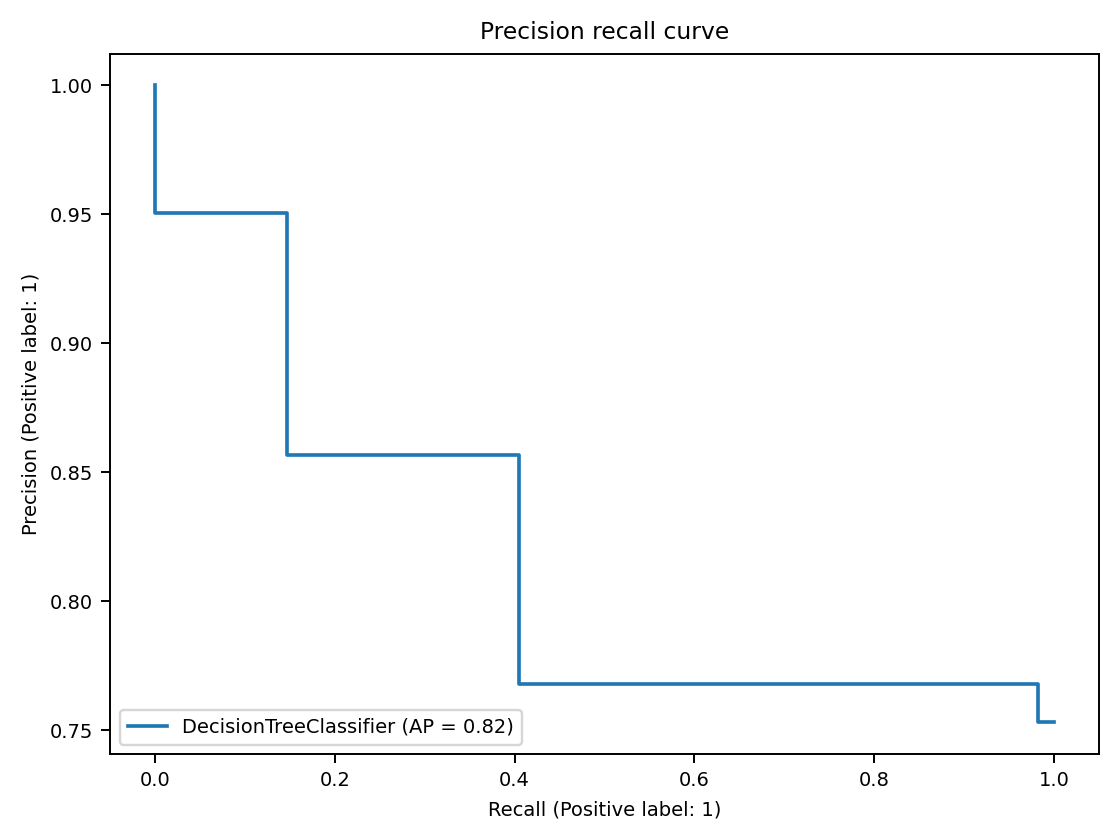 Precision recall curve
Precision (Positive label: 1)
1.00
0.95
0.90
0.85
0.80
0.75
DecisionTreeClassifier (AP = 0.82)
0.0 0.2 0.4 0.6 0.8 1.0
Recall (Positive label: 1)